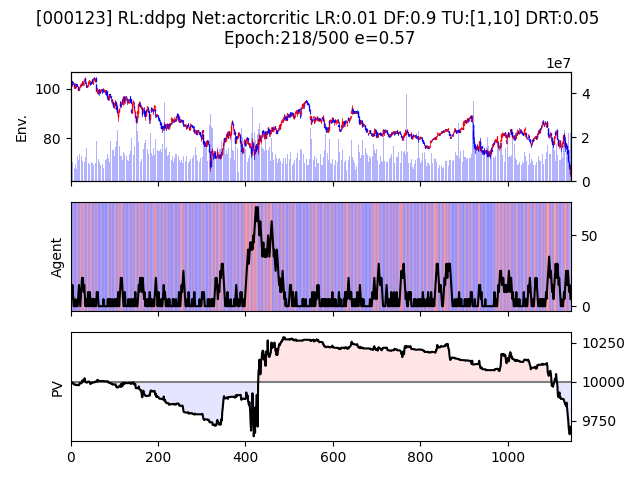 [000123] RL:ddpg Net:actorcritic LR:0.01 DF:0.9 TU:[1,10] DRT:0.05
Epoch:218/500 e=0.57
1e7
100
80
Env.
4
2
0
Agent
50
0
PV
10250
10000
9750
0 200 400 600 800 1000